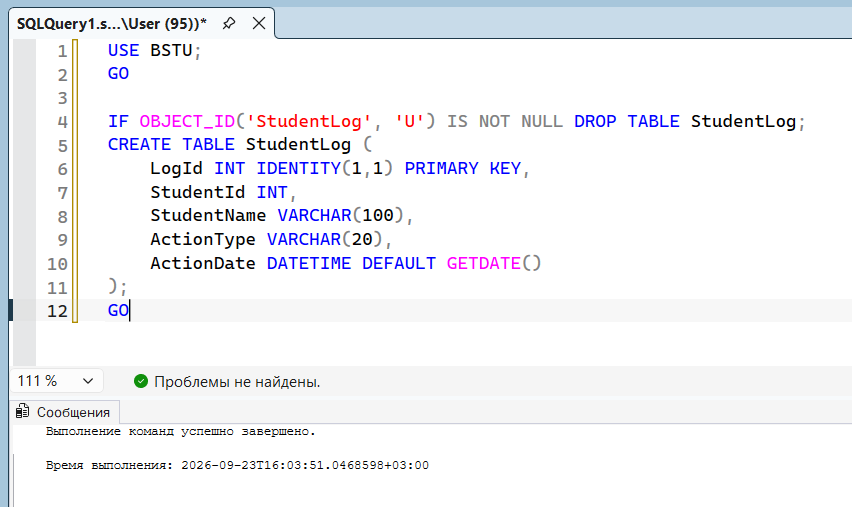 SQLQuery1.s...\User (95))*
1 USE BSTU;
2 GO
3
4 IF OBJECT_ID('StudentLog', 'U') IS NOT NULL DROP TABLE StudentLog;
5 CREATE TABLE StudentLog (
6 LogId INT IDENTITY(1,1) PRIMARY KEY,
7 StudentId INT,
8 StudentName VARCHAR(100),
9 ActionType VARCHAR(20),
10 ActionDate DATETIME DEFAULT GETDATE()
11 );
12 GO
111 % Проблемы не найдены.
Сообщения
Выполнение команд успешно завершено.
Время выполнения: 2026-09-23T16:03:51.0468598+03:00